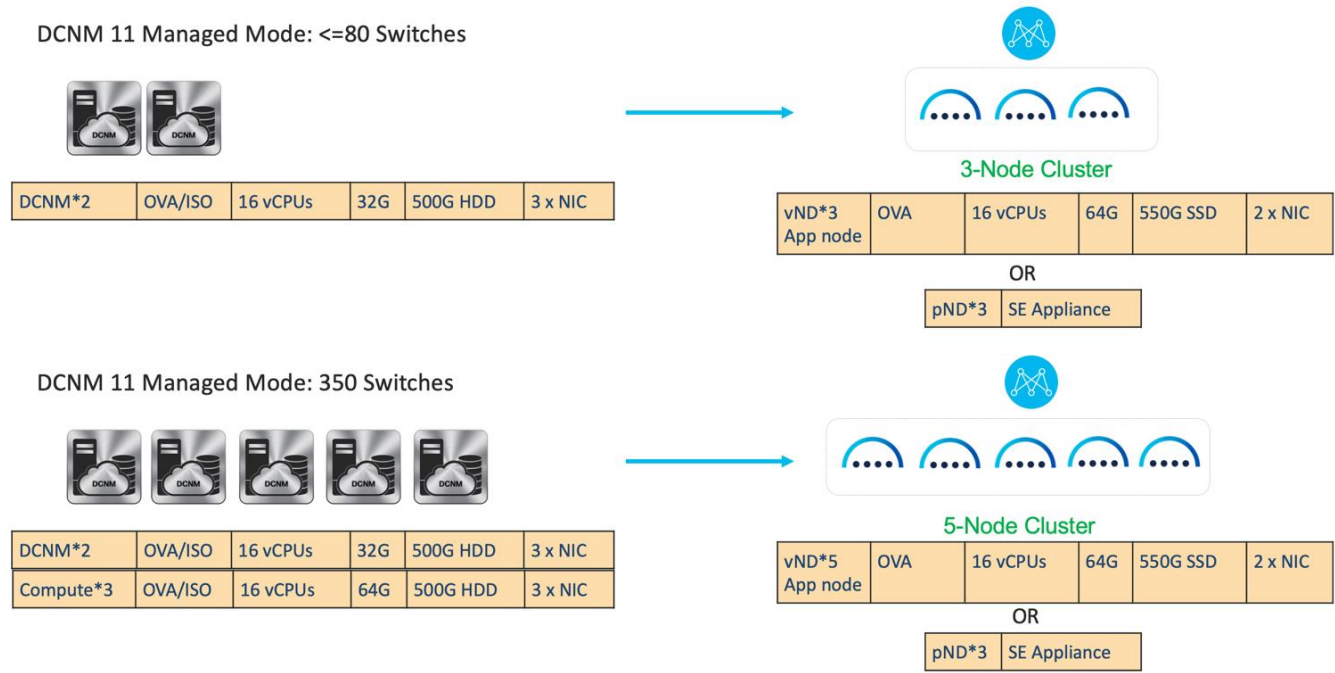 DCNM 11 Managed Mode: <=80 Switches
DCNM
DCNM
DCNM*2 OVA/ISO 16 vCPUs 32G 500G HDD 3 x NIC
3-Node Cluster
vND*3 OVA 16 vCPUs 64G 550G SSD 2 x NIC
App node
OR
pND*3 SE Appliance
DCNM 11 Managed Mode: 350 Switches
DCNM
DCNM
DCNM
DCNM
DCNM
DCNM*2 OVA/ISO 16 vCPUs 32G 500G HDD 3 x NIC
Compute*3 OVA/ISO 16 vCPUs 64G 500G HDD 3 x NIC
5-Node Cluster
vND*5 OVA 16 vCPUs 64G 550G SSD 2 x NIC
App node
OR
pND*3 SE Appliance